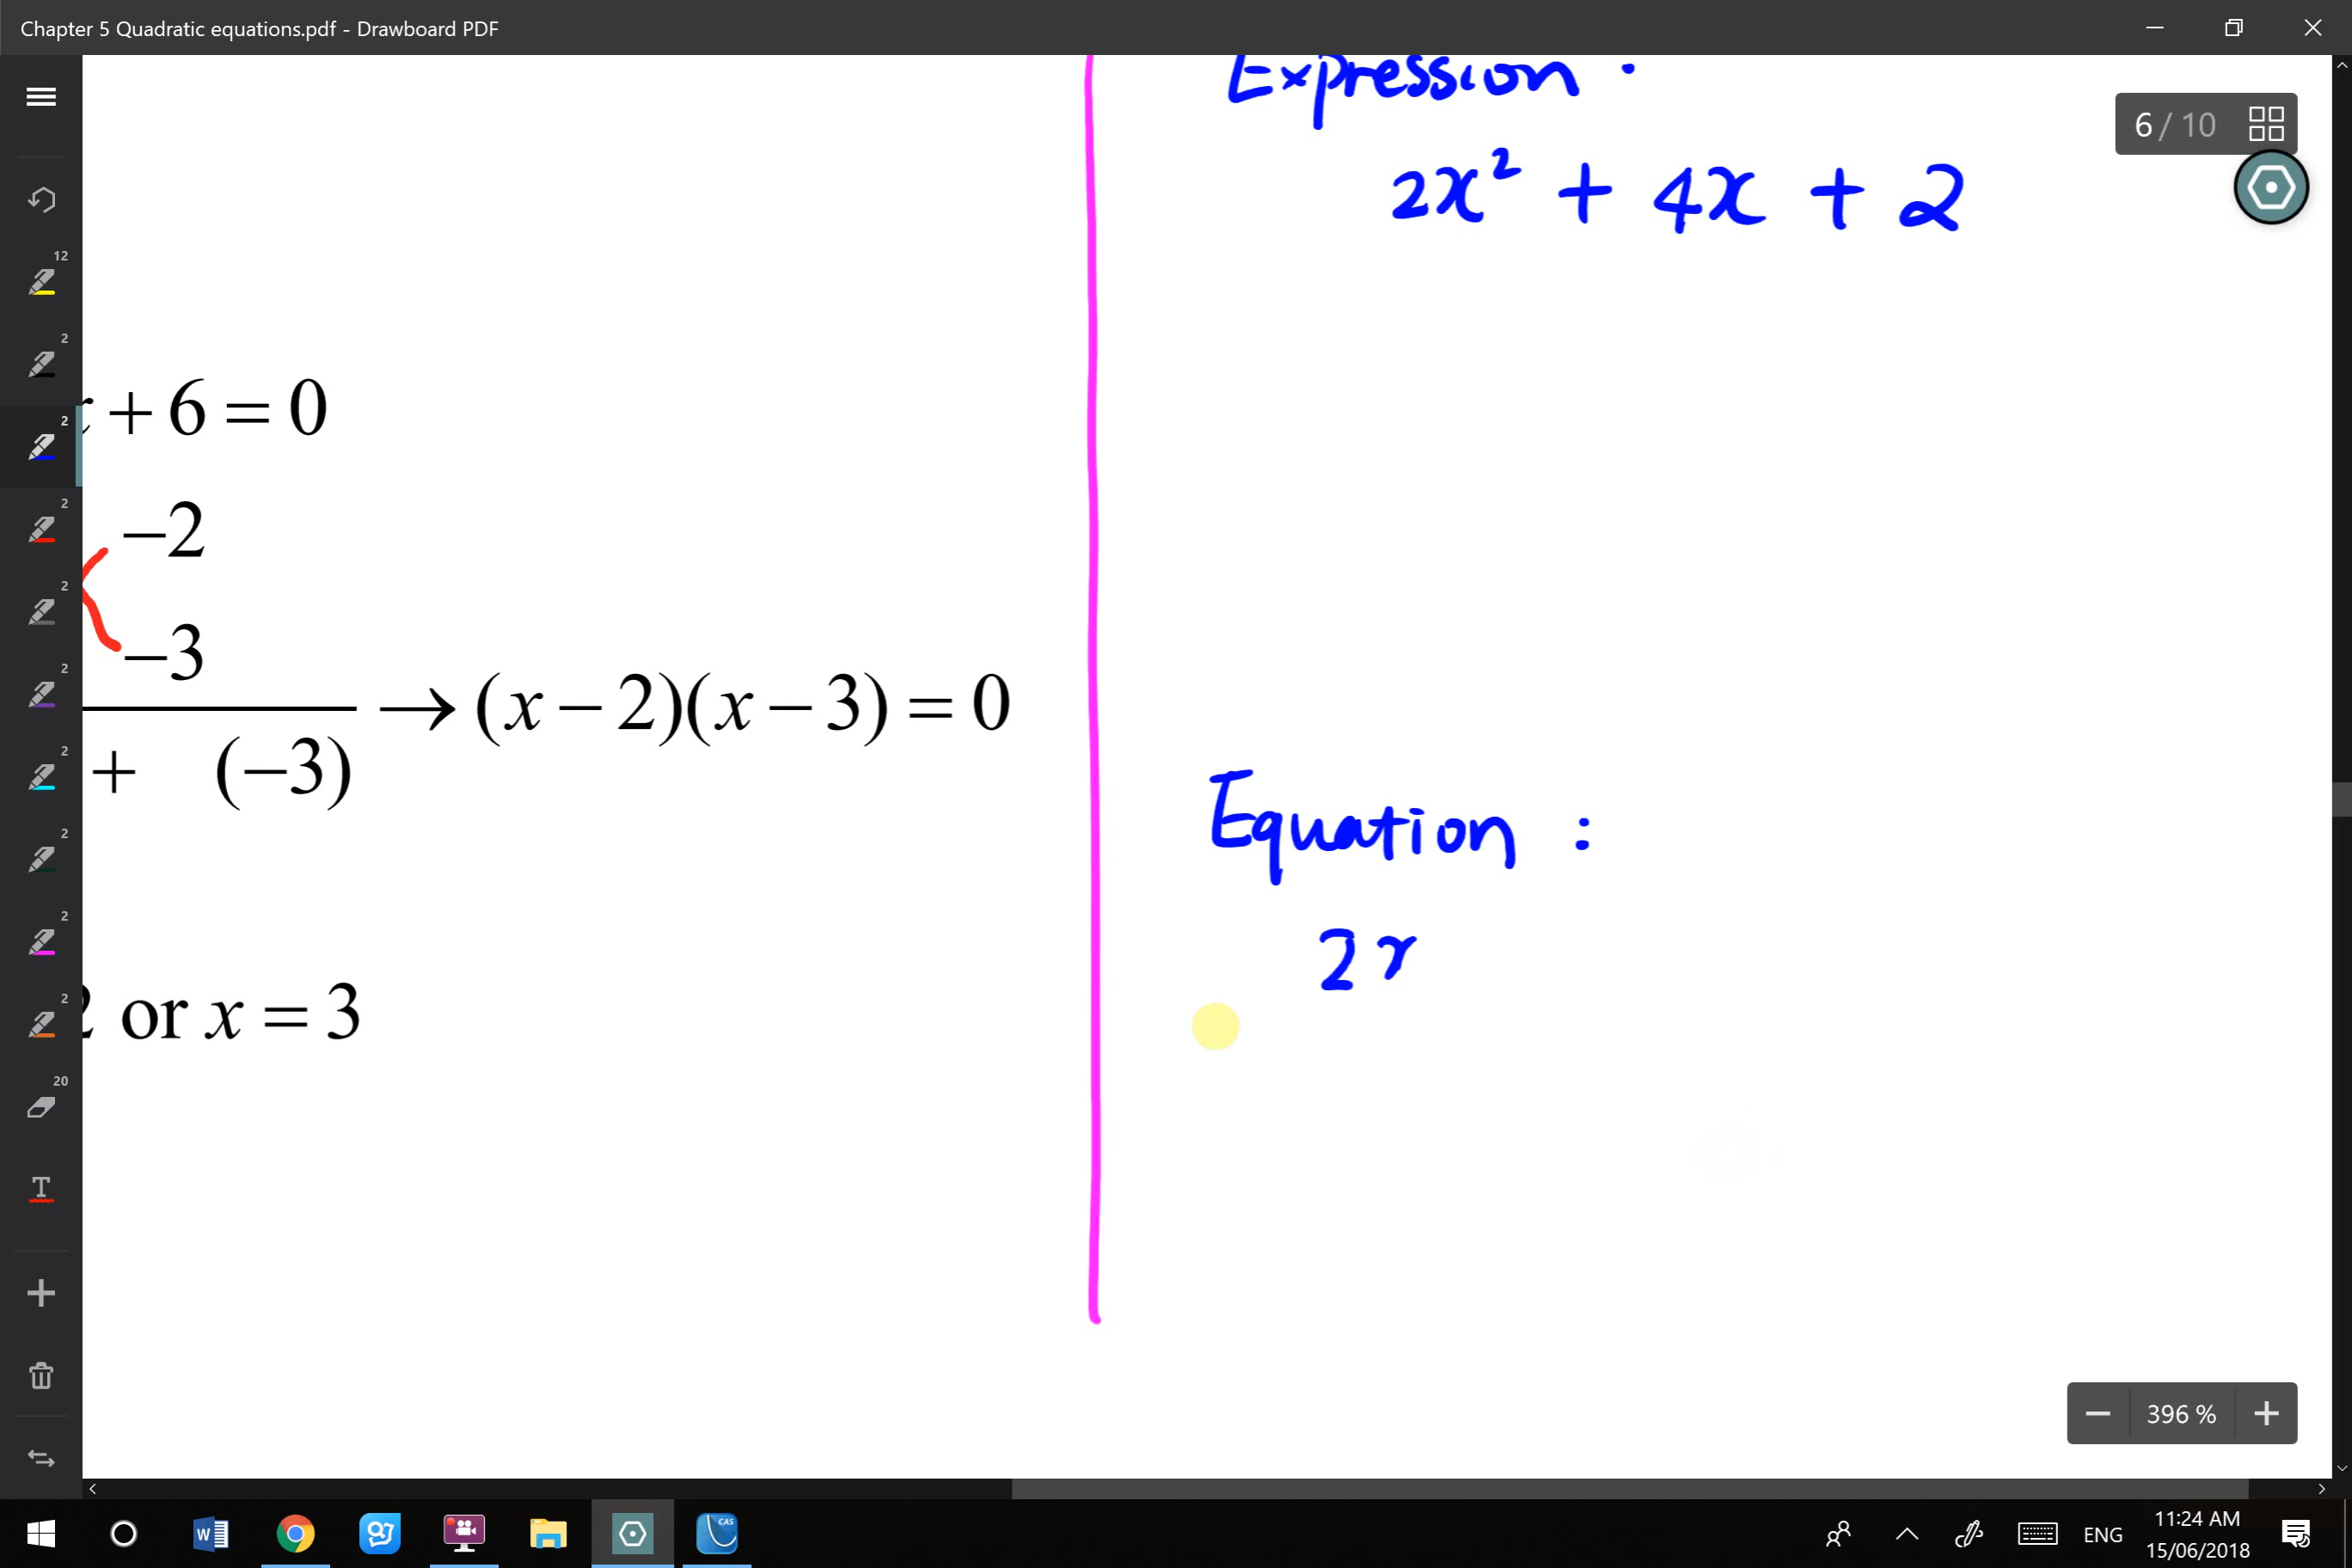 Chapter 5 Quadratic equations.pdf - Drawboard PDF
Expression :
6 / 10
2x² + 4x + 2
12
2
2
2
2
2
2
2
2
2
20
T
+ 6 = 0
−2
−3
→ (x − 2)(x − 3) = 0
+ (−3)
Equation :
2x
2 or x = 3
396 %
CAS
ENG
11:24 AM
15/06/2018